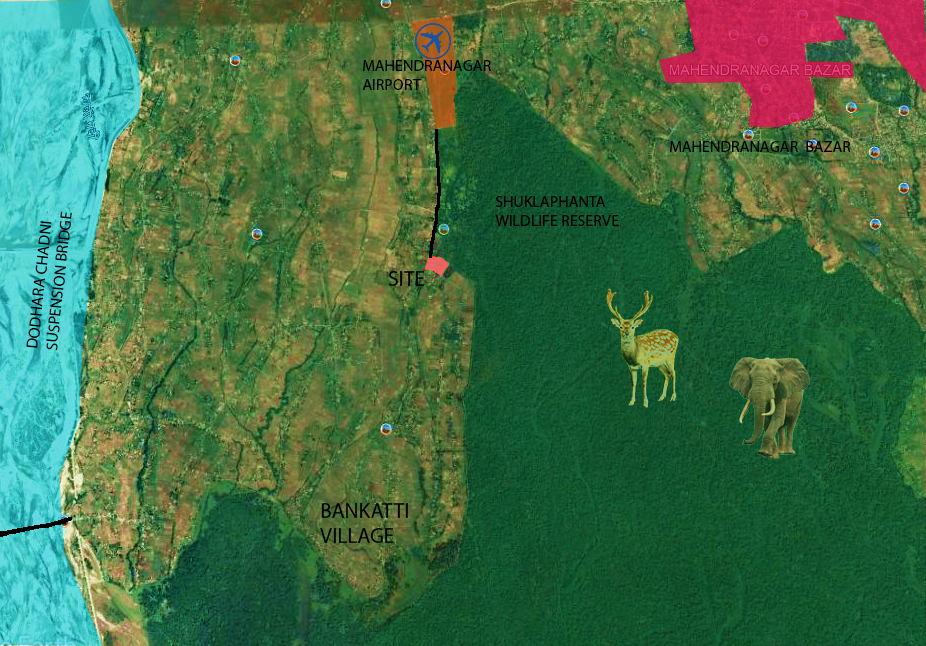 MAHENDRANAGAR
AIRPORT
MAHENDRANAGAR BAZAR
MAHENDRANAGAR BAZAR
SHUKLAPHANTA
WILDLIFE RESERVE
DODHARA CHADNI
SUSPENSION BRIDGE
SITE
BANKATTI
VILLAGE